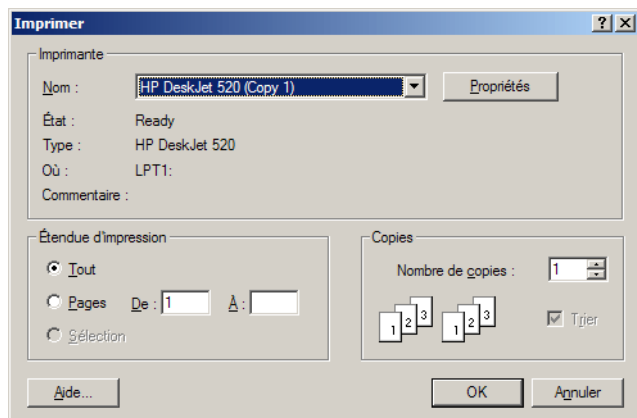 Imprimer
Imprimante
Nom : HP DeskJet 520 (Copy 1) Propriétés
État : Ready
Type : HP DeskJet 520
Où : LPT1:
Commentaire :
Étendue d'impression
Tout
Pages De : 1 À :
Sélection
Copies
Nombre de copies : 1
1 2 3 1 2 3 Trier
Aide... OK Annuler